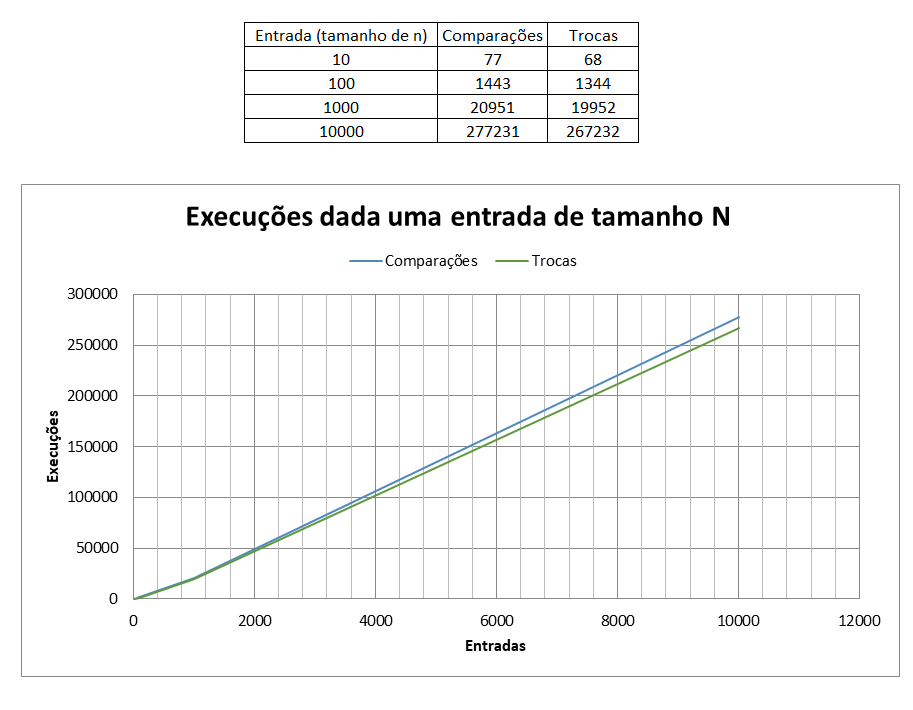 Entrada (tamanho de n) Comparações Trocas
10 77 68
100 1443 1344
1000 20951 19952
10000 277231 267232
Execuções dada uma entrada de tamanho N
Comparações Trocas
300000
250000
200000
150000
100000
50000
0
Execuções
0 2000 4000 6000 8000 10000 12000
Entradas